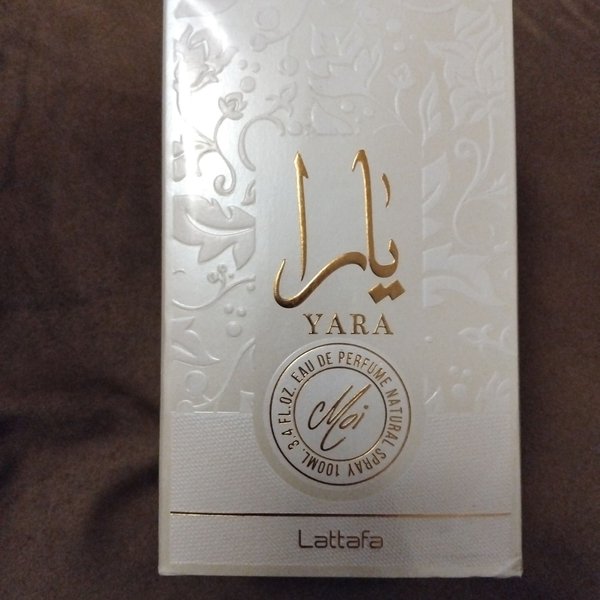 يارا
YARA
EAU DE PERFUME NATURAL SPRAY 100ML. 3.4 FL.OZ.
Moi
Lattafa